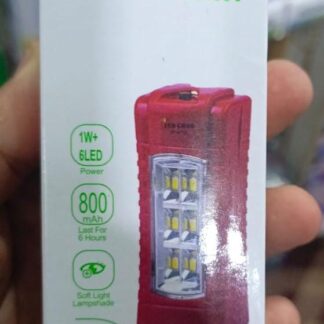 1W+
6LED
Power
800
mAh
Last For
6 Hours
Soft Light
Lampshade